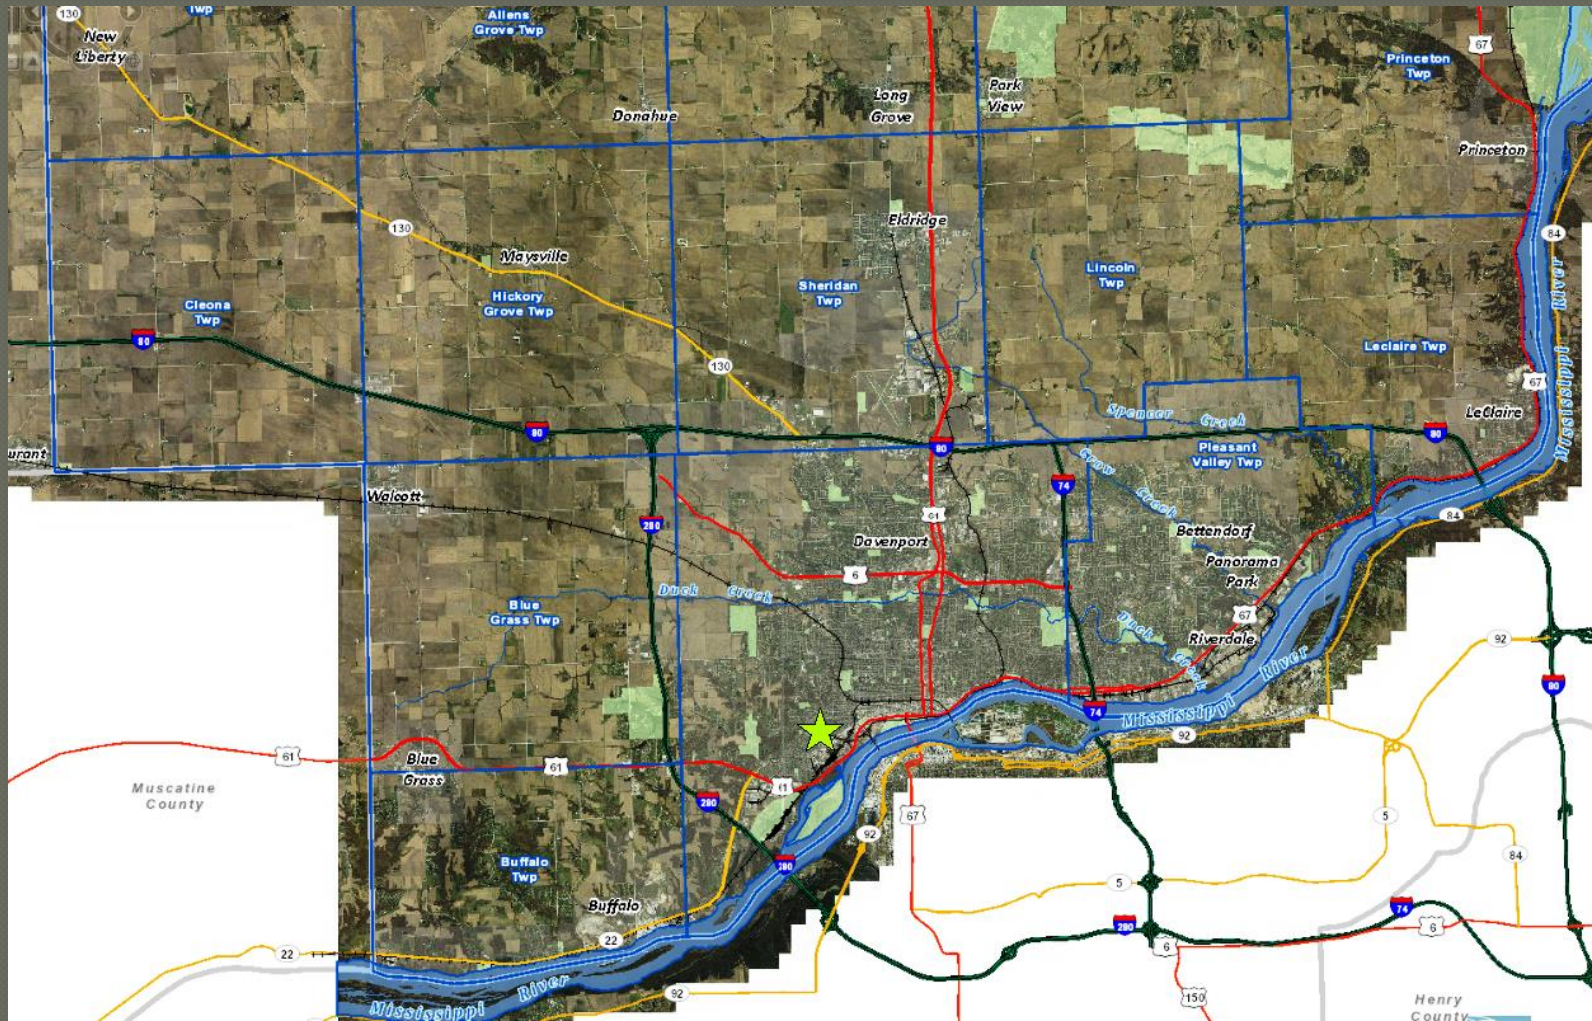 130
Twp
Allens
Grove Twp
New
Liberty
67
Princeton
Twp
Park
View
Long
Grove
Donahue
Princeton
Eldridge
130
84
Maysville
Lincoln
Twp
Sheridan
Twp
Hickory
Grove Twp
Cleona
Twp
Mississippi River
80
Leclaire Twp
130
67
LeClaire
Spencer Creek
80
80
80
Pleasant
Valley Twp
urant
Crow Creek
Walcott
74
84
61
280
Bettendorf
Davenport
Panorama
Park
6
Duck Creek
Blue
Grass Twp
67
Duck Creek
Riverdale
92
Mississippi River
80
74
92
61
Blue
Grass
61
61
Muscatine
County
280
67
5
92
280
84
Buffalo
Twp
5
Buffalo
74
280
6
22
6
22
Mississippi River
92
150
Henry
County